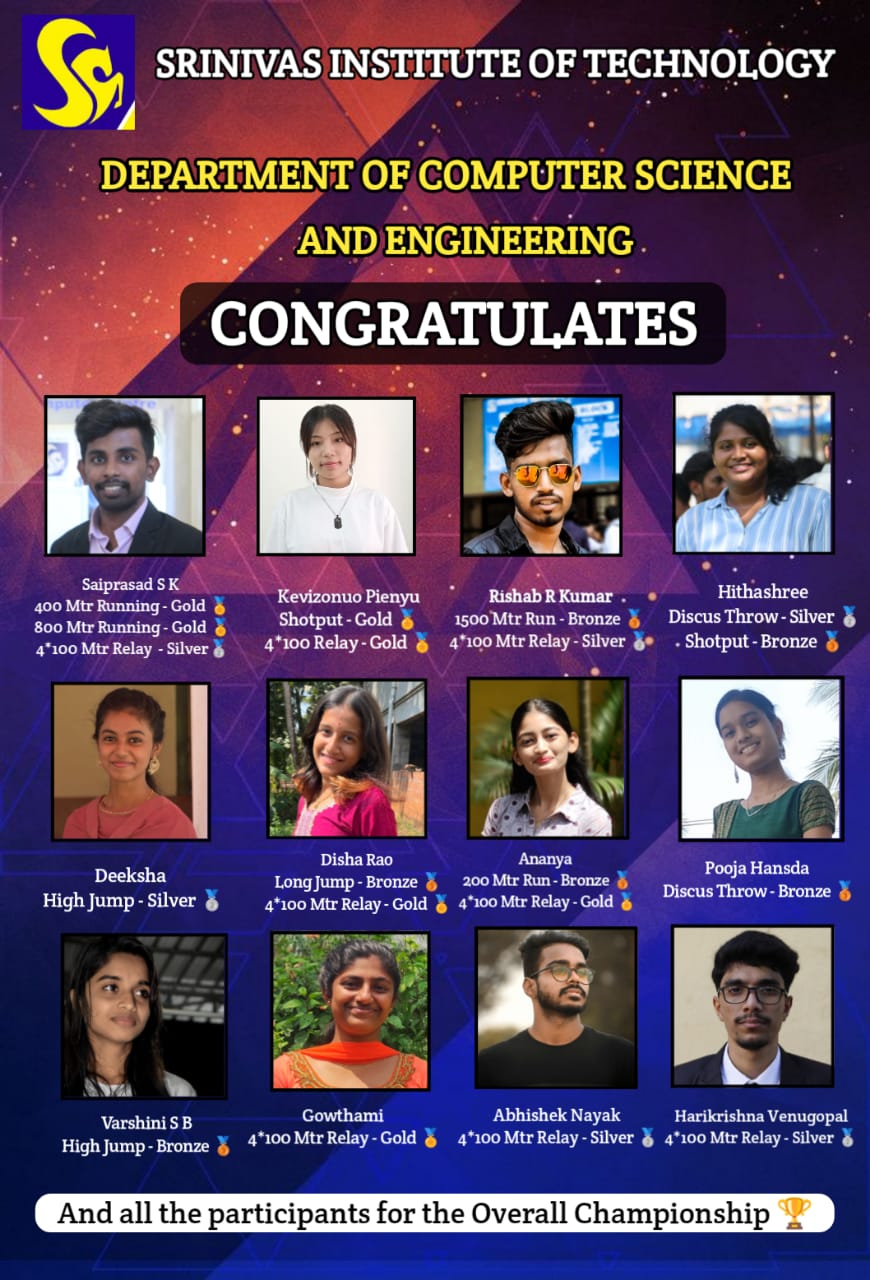 SRINIVAS INSTITUTE OF TECHNOLOGY
DEPARTMENT OF COMPUTER SCIENCE
AND ENGINEERING
CONGRATULATES
Saiprasad S K
400 Mtr Running - Gold 🥇
800 Mtr Running - Gold 🥇
4*100 Mtr Relay - Silver 🥈
Kevizonuo Pienyu
Shotput - Gold 🥇
4*100 Relay - Gold 🥇
Rishab R Kumar
1500 Mtr Run - Bronze 🥉
4*100 Mtr Relay - Silver 🥈
Hithashree
Discus Throw - Silver 🥈
Shotput - Bronze 🥉
Deeksha
High Jump - Silver 🥈
Disha Rao
Long Jump - Bronze 🥉
4*100 Mtr Relay - Gold 🥇
Ananya
200 Mtr Run - Bronze 🥉
4*100 Mtr Relay - Gold 🥇
Pooja Hansda
Discus Throw - Bronze 🥉
Varshini S B
High Jump - Bronze 🥉
Gowthami
4*100 Mtr Relay - Gold 🥇
Abhishek Nayak
4*100 Mtr Relay - Silver 🥈
Harikrishna Venugopal
4*100 Mtr Relay - Silver 🥈
And all the participants for the Overall Championship 🏆